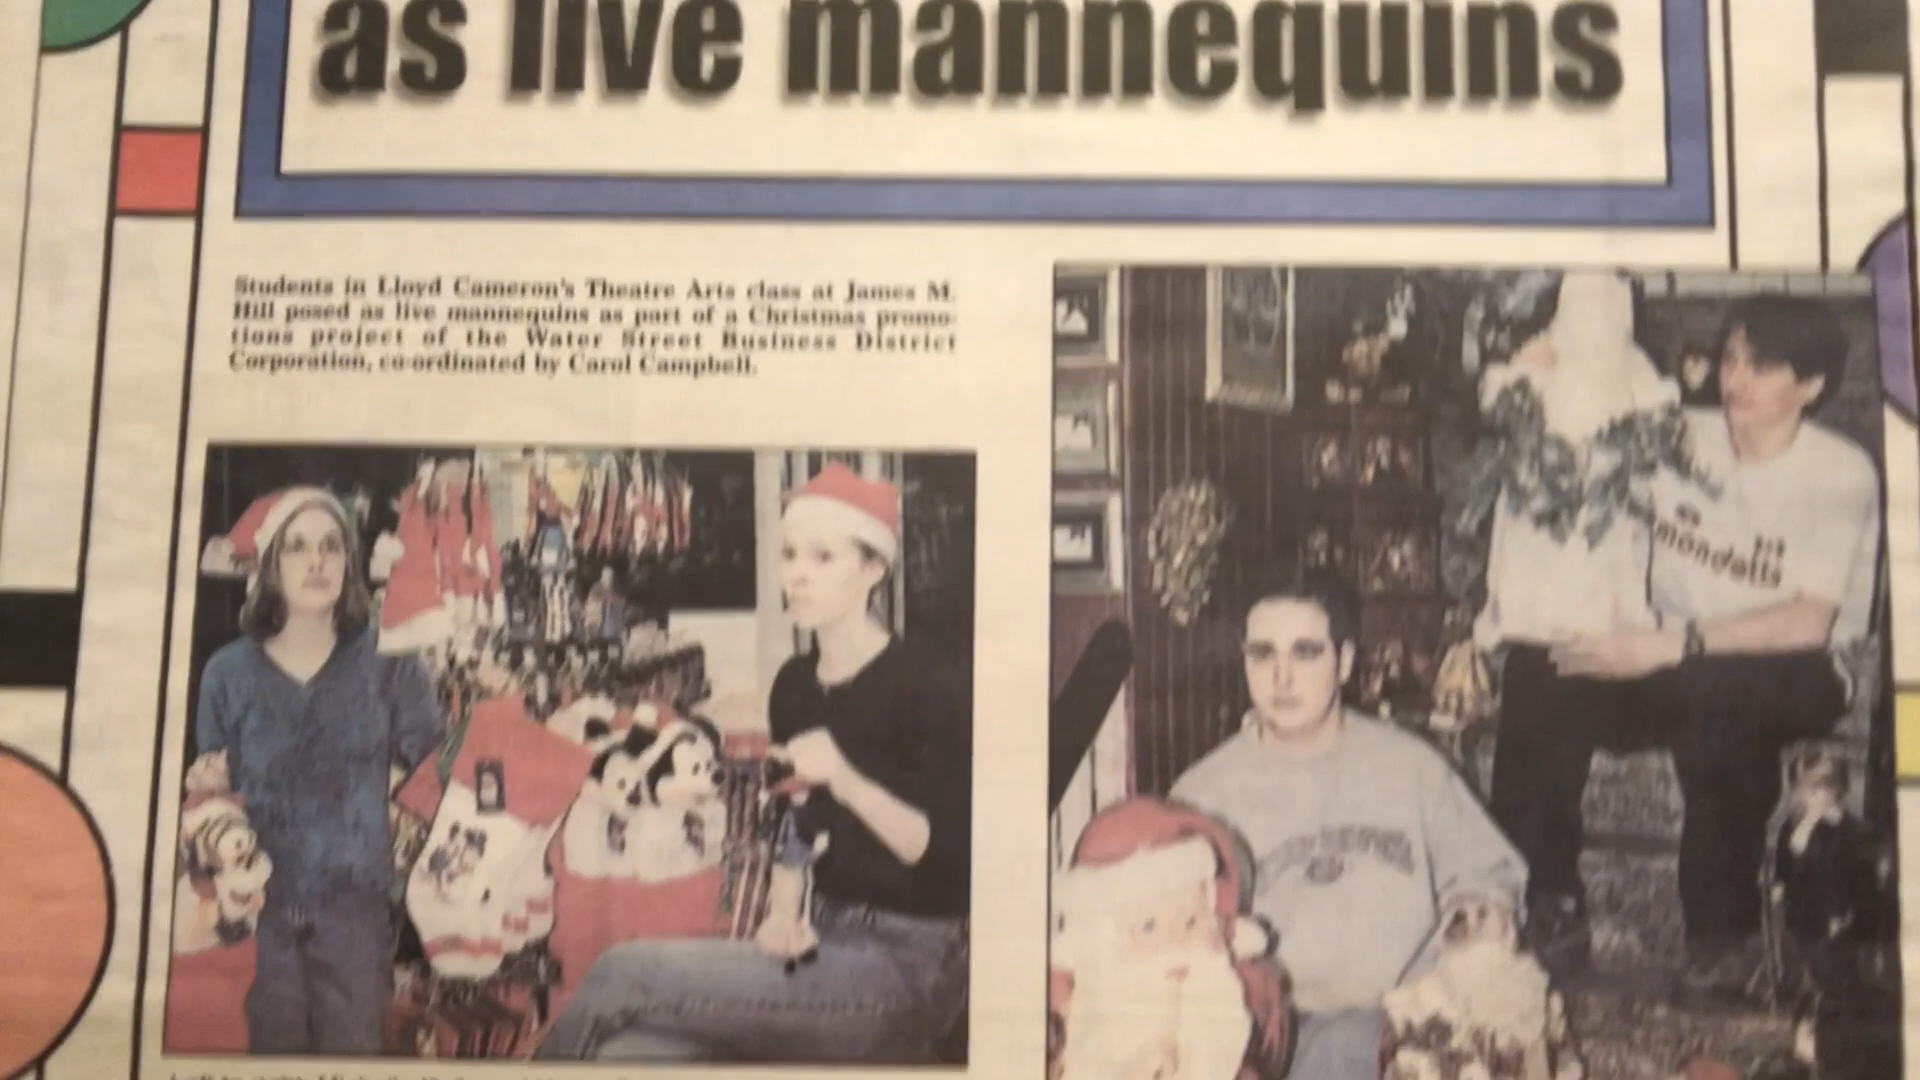 as live mannequins
Students in Lloyd Cameron's Theatre Arts class at James M.
Hill posed as live mannequins as part of a Christmas promo-
tions project of the Water Street Business District
Corporation, co-ordinated by Carol Campbell.
mondetta